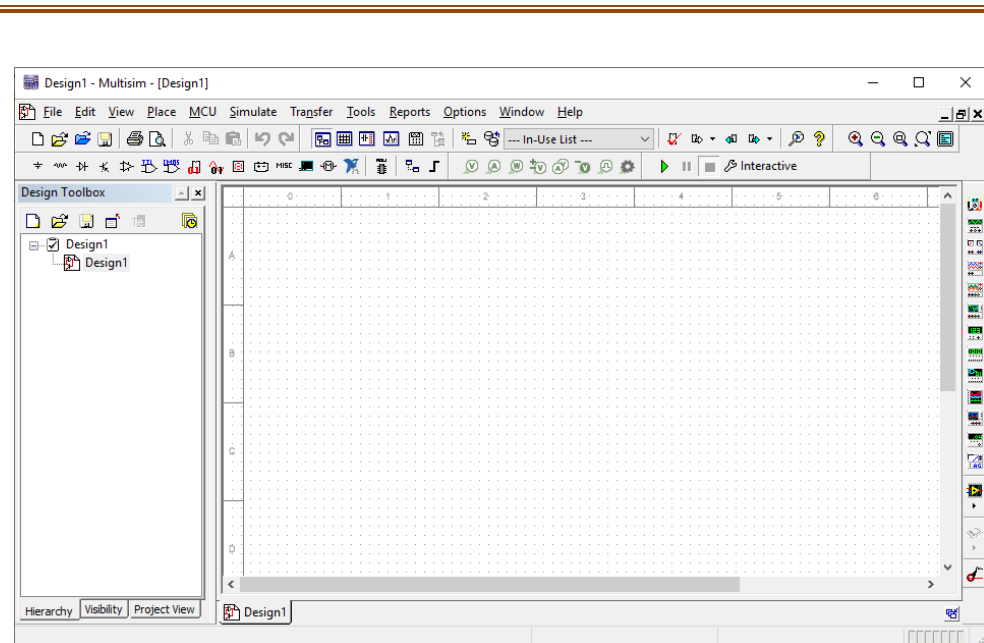 Design1 - Multisim - [Design1]
File Edit View Place MCU Simulate Transfer Tools Reports Options Window Help
--- In-Use List ---
MISC
Interactive
Design Toolbox
0 1 2 3 4 5 6
Design1
Design1
A
B
C
D
Hierarchy Visibility Project View
Design1